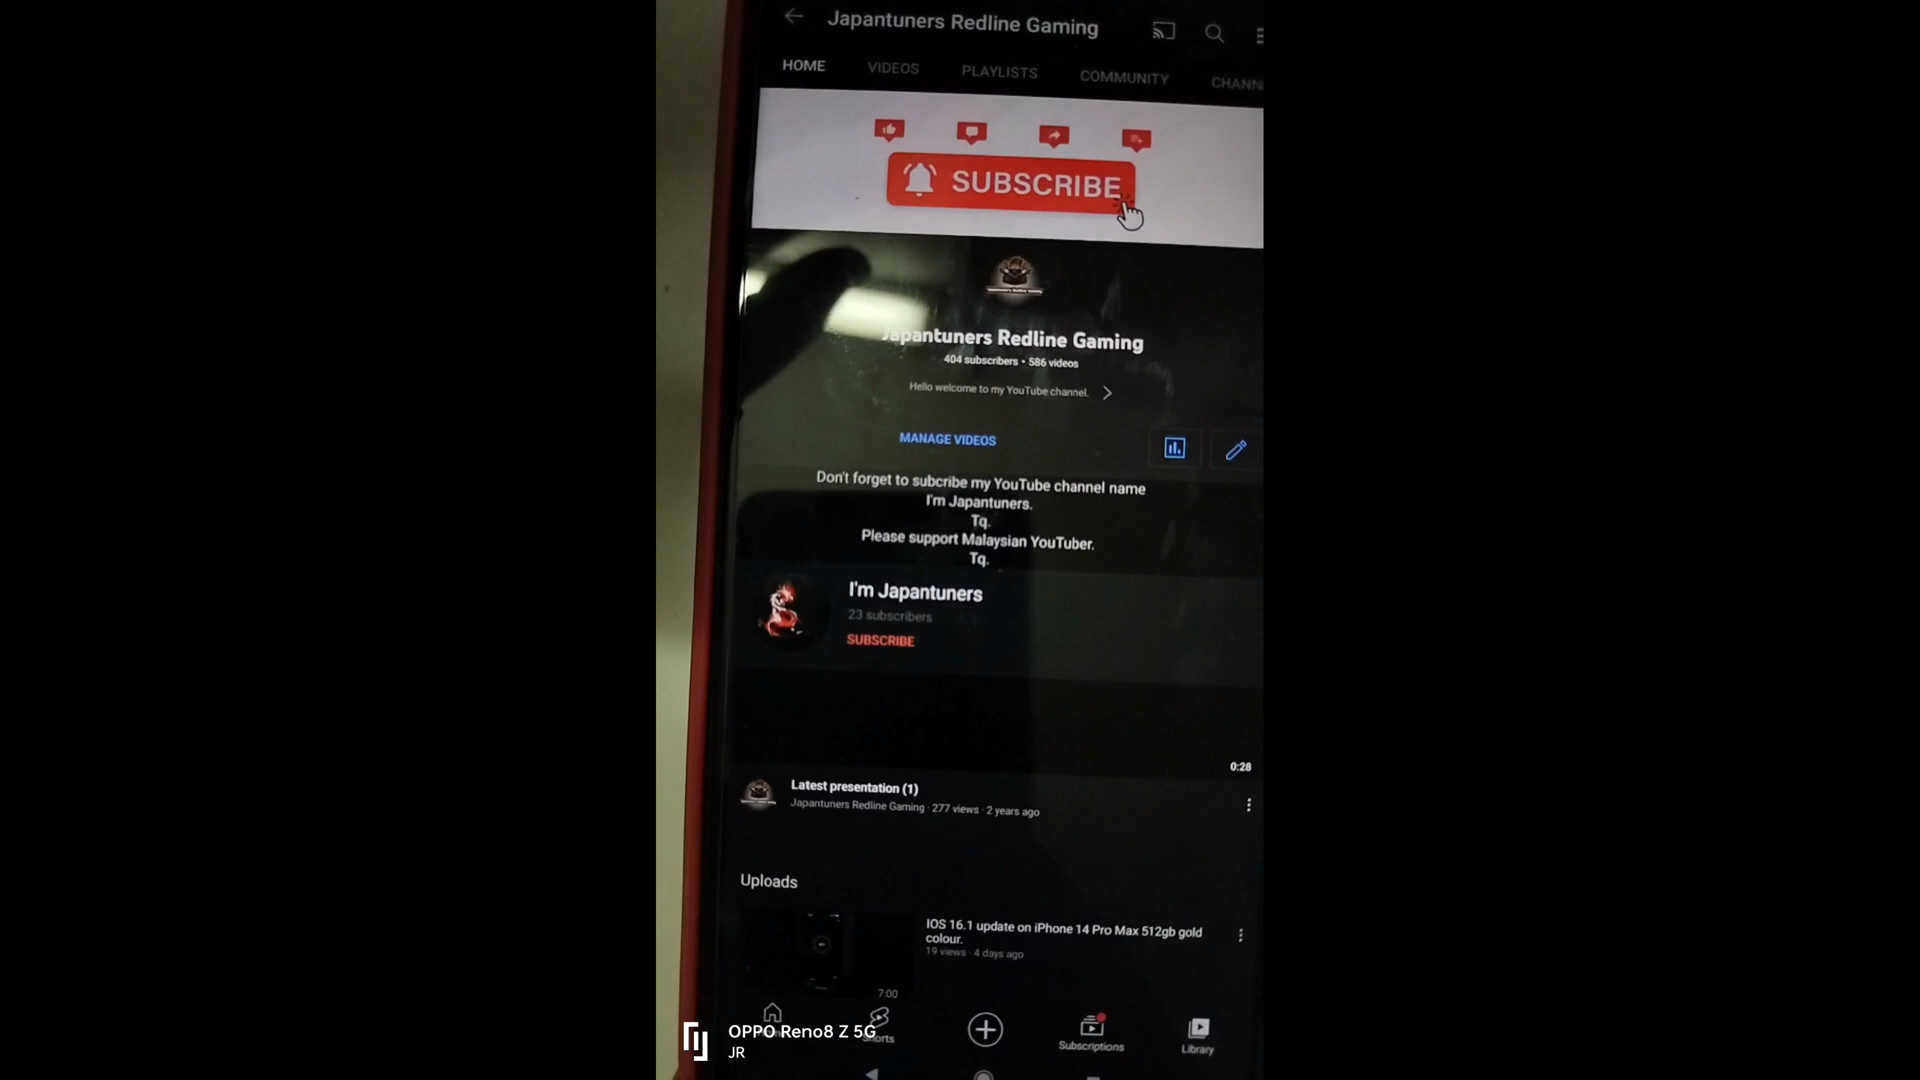 Japantuners Redline Gaming
HOME VIDEOS PLAYLISTS COMMUNITY CHANN
SUBSCRIBE
Japantuners Redline Gaming
404 subscribers • 586 videos
Hello welcome to my YouTube channel.
MANAGE VIDEOS
Don't forget to subcribe my YouTube channel name
I'm Japantuners.
Tq.
Please support Malaysian YouTuber.
Tq.
I'm Japantuners
23 subscribers
SUBSCRIBE
0:28
Latest presentation (1)
Japantuners Redline Gaming · 277 views · 2 years ago
Uploads
IOS 16.1 update on iPhone 14 Pro Max 512gb gold
colour.
19 views · 4 days ago
7:00
Shorts
Subscriptions
Library
OPPO Reno8 Z 5G
JR